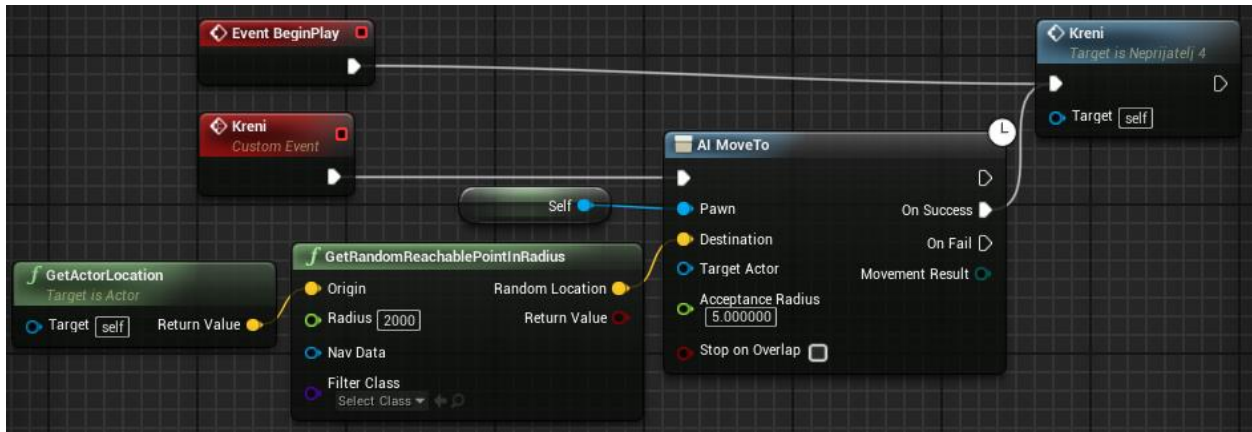 Event BeginPlay
Kreni
Custom Event
Kreni
Target is Neprijatelj 4
Target self
Self
AI MoveTo
Pawn
On Success
Destination
On Fail
Target Actor
Movement Result
Acceptance Radius
5.000000
Stop on Overlap
GetActorLocation
Target is Actor
Target self
Return Value
f GetRandomReachablePointInRadius
Origin
Random Location
Radius 2000
Return Value
Nav Data
Filter Class
Select Class